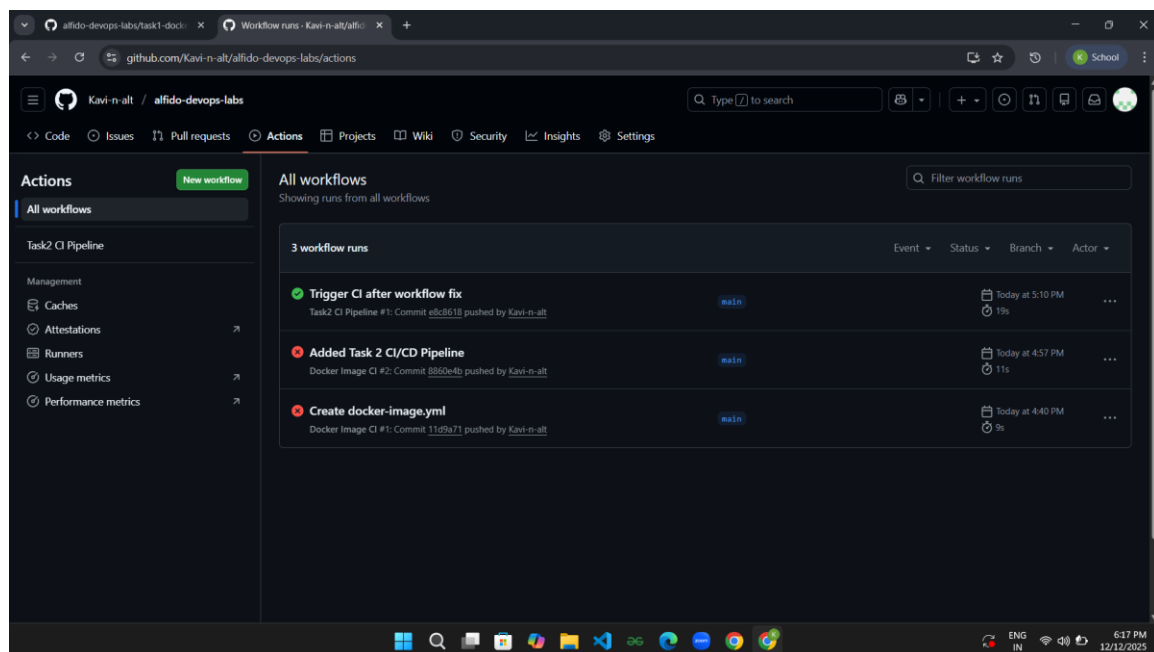 alfido-devops-labs/task1-docke
Workflow runs · Kavi-n-alt/alfid
github.com/Kavi-n-alt/alfido-devops-labs/actions
School
Kavi-n-alt / alfido-devops-labs
Type / to search
Code Issues Pull requests Actions Projects Wiki Security Insights Settings
Actions
New workflow
All workflows
Task2 CI Pipeline
Management
Caches
Attestations
Runners
Usage metrics
Performance metrics
All workflows
Showing runs from all workflows
Filter workflow runs
3 workflow runs
Event Status Branch Actor
Trigger CI after workflow fix
Task2 CI Pipeline #1: Commit e8c8618 pushed by Kavi-n-alt
main
Today at 5:10 PM
19s
Added Task 2 CI/CD Pipeline
Docker Image CI #2: Commit 8860e4b pushed by Kavi-n-alt
main
Today at 4:57 PM
11s
Create docker-image.yml
Docker Image CI #1: Commit 11d9a71 pushed by Kavi-n-alt
main
Today at 4:40 PM
9s
ENG
IN
6:17 PM
12/12/2025